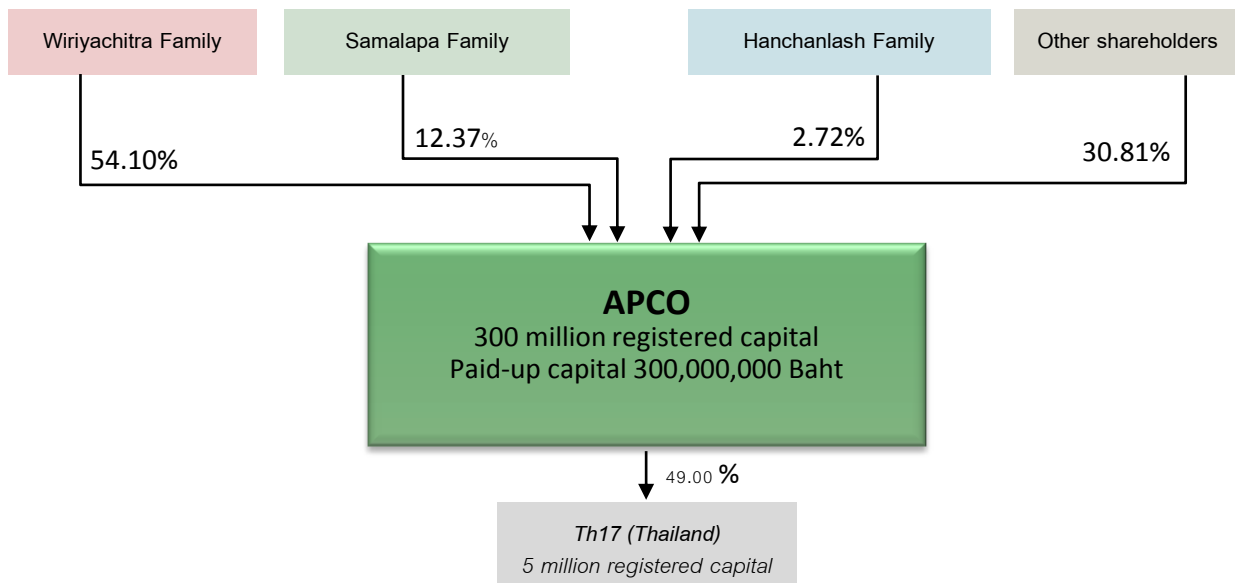 Wiriyachitra Family
Samalapa Family
Hanchanlash Family
Other shareholders
54.10%
12.37%
2.72%
30.81%
APCO
300 million registered capital
Paid-up capital 300,000,000 Baht
49.00 %
Th17 (Thailand)
5 million registered capital